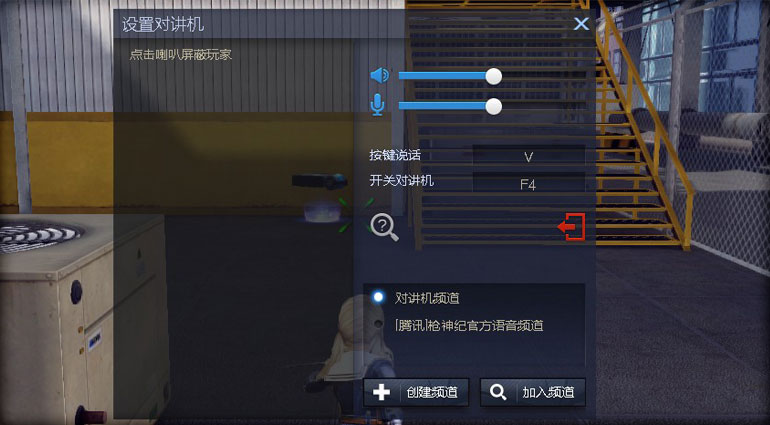 设置对讲机
点击喇叭屏蔽玩家
按键说话 V
开关对讲机 F4
对讲机频道
[腾讯]枪神纪官方语音频道
创建频道 加入频道